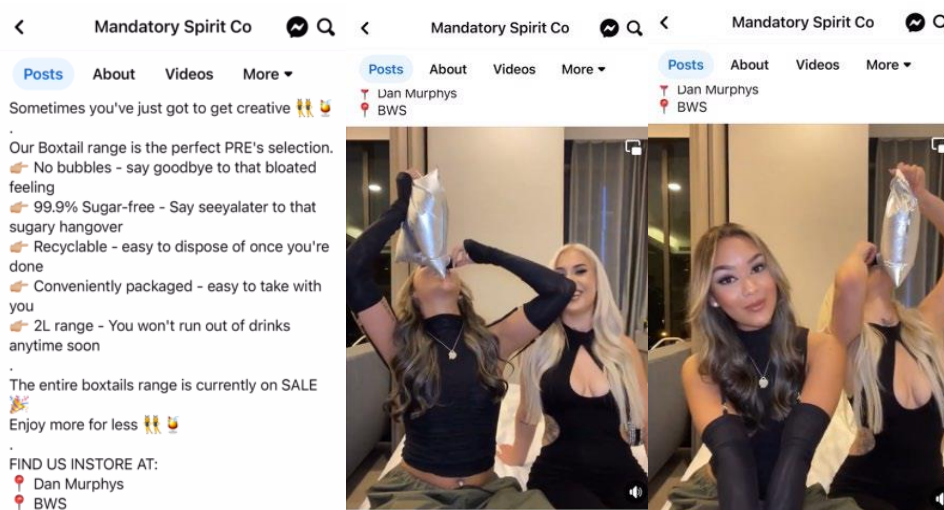 Mandatory Spirit Co
Posts About Videos More
Sometimes you've just got to get creative 👯🍹
.
Our Boxtail range is the perfect PRE's selection.
👉🏼 No bubbles - say goodbye to that bloated
feeling
👉🏼 99.9% Sugar-free - Say seeyalater to that
sugary hangover
👉🏼 Recyclable - easy to dispose of once you're
done
👉🏼 Conveniently packaged - easy to take with
you
👉🏼 2L range - You won't run out of drinks
anytime soon
.
The entire boxtails range is currently on SALE
🎉
Enjoy more for less 👯🍹
.
FIND US INSTORE AT:
📍 Dan Murphys
📍 BWS
Mandatory Spirit Co
Posts About Videos More
📍 Dan Murphys
📍 BWS
Mandatory Spirit Co
Posts About Videos More
📍 Dan Murphys
📍 BWS